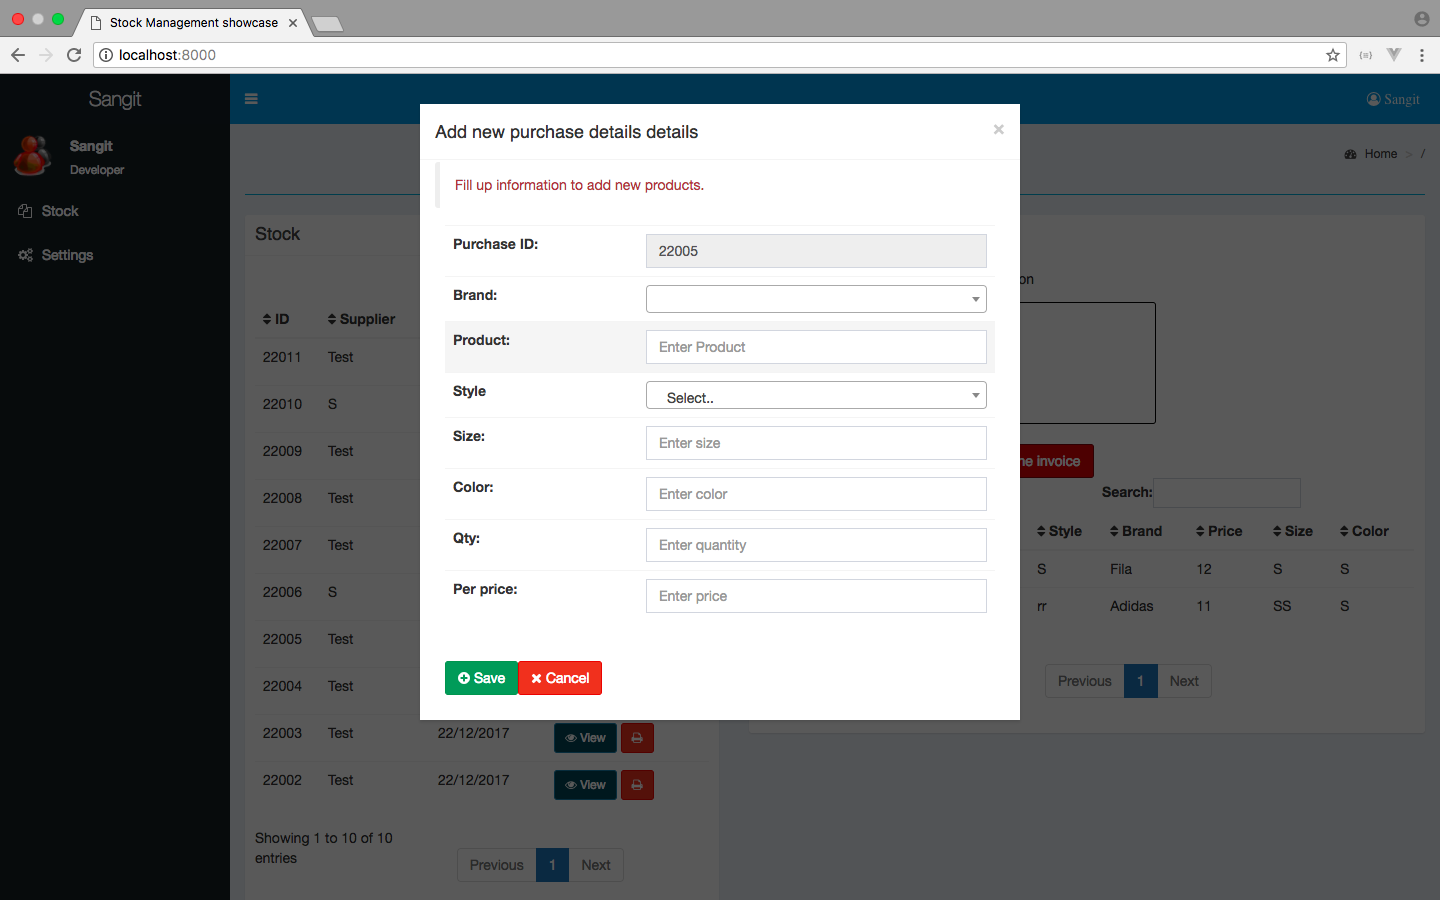 Stock Management showcase
localhost:8000
Sangit
Sangit
Sangit
Developer
Stock
Settings
Home > /
Add new purchase details details ×
Fill up information to add new products.
Purchase ID: 22005
Brand:
Product: Enter Product
Style Select..
Size: Enter size
Color: Enter color
Qty: Enter quantity
Per price: Enter price
Save Cancel
Stock
ID Supplier
22011 Test
22010 S
22009 Test
22008 Test
22007 Test
22006 S
22005 Test
22004 Test
22003 Test 22/12/2017 View
22002 Test 22/12/2017 View
Showing 1 to 10 of 10
entries
Previous 1 Next
on
ne invoice
Search:
Style Brand Price Size Color
S Fila 12 S S
rr Adidas 11 SS S
Previous 1 Next